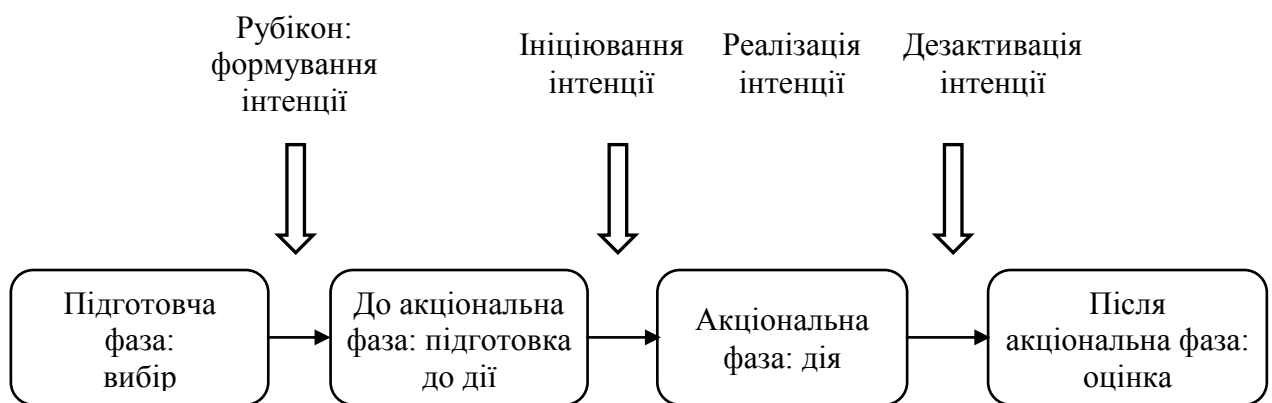 Рубікон:
формування
інтенції
Ініціювання
інтенції
Реалізація
інтенції
Дезактивація
інтенції
Підготовча
фаза:
вибір
До акціональна
фаза: підготовка
до дії
Акціональна
фаза: дія
Після
акціональна фаза:
оцінка